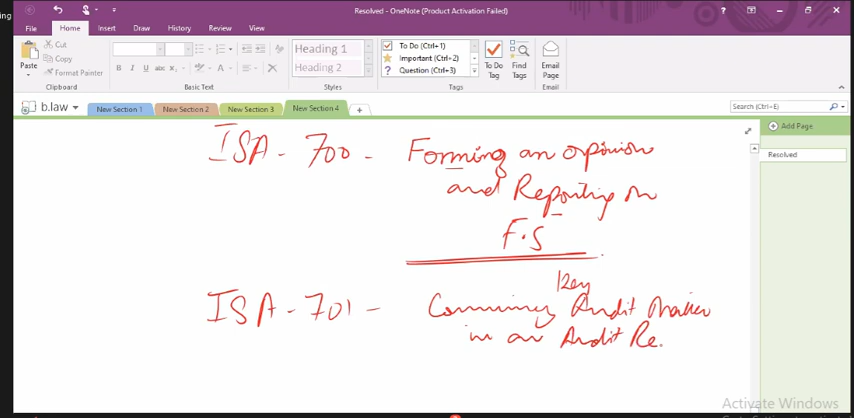 ing
Resolved - OneNote (Product Activation Failed)
File Home Insert Draw History Review View
Paste
Cut
Copy
Format Painter
Clipboard
B I U abc x₂ A
Basic Text
Heading 1
Heading 2
Styles
To Do (Ctrl+1)
Important (Ctrl+2)
Question (Ctrl+3)
To Do Tag
Find Tags
Tags
Email Page
Email
b.law New Section 1 New Section 2 New Section 3 New Section 4 Search (Ctrl+E)
Add Page
Resolved
ISA - 700 - Forming an opinion
and Reporting on
F.S
key
ISA - 701 - Audit Matter
in an Audit Re.
Activate Windows